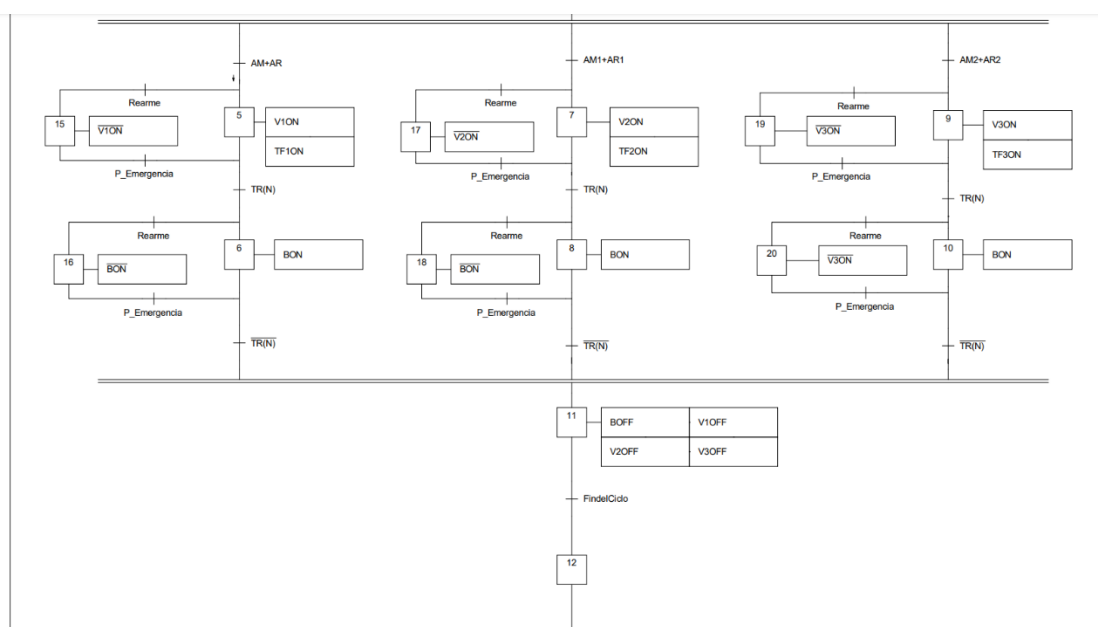 AM+AR
AM1+AR1
AM2+AR2
Rearme
Rearme
Rearme
15
V1ON
5
V1ON
TF1ON
17
V2ON
7
V2ON
TF2ON
19
V3ON
9
V3ON
TF3ON
P_Emergencia
P_Emergencia
P_Emergencia
TR(N)
TR(N)
TR(N)
Rearme
Rearme
Rearme
16
BON
6
BON
18
BON
8
BON
20
V3ON
10
BON
P_Emergencia
P_Emergencia
P_Emergencia
TR(N)
TR(N)
TR(N)
11
BOFF
V1OFF
V2OFF
V3OFF
FindelCiclo
12